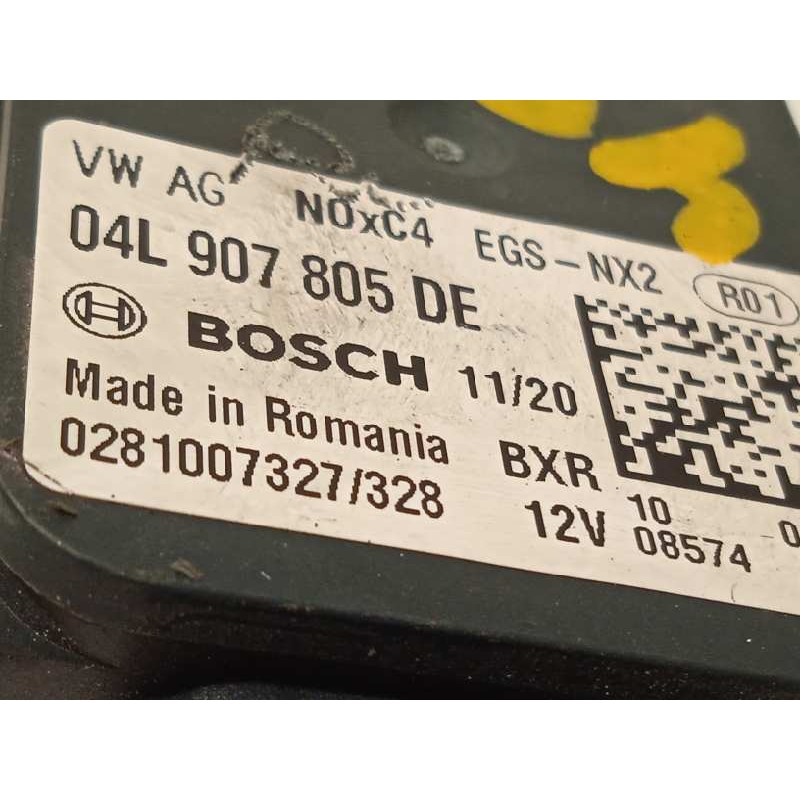 VW AG NOxC4 EGS-NX2 R01
04L 907 805 DE
BOSCH 11/20
Made in Romania BXR 10
0281007327/328 12V 08574 0